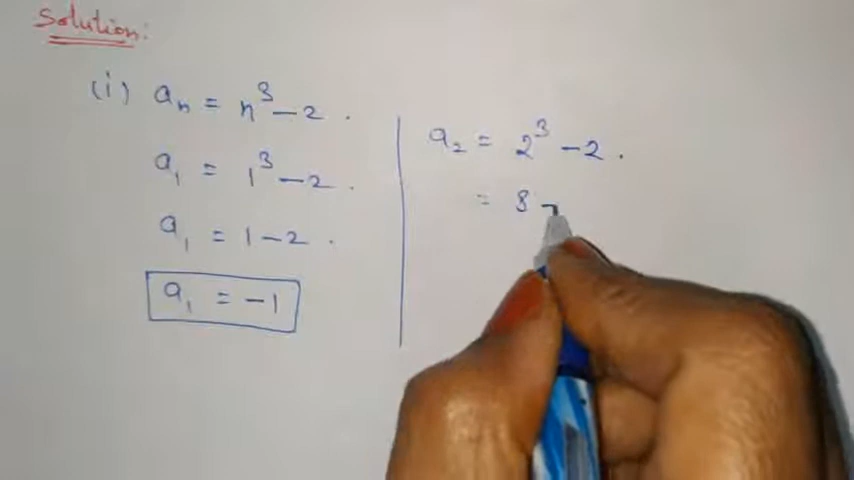 Solution:
(i) aₙ = n³ - 2.
a₁ = 1³ - 2.
a₁ = 1 - 2.
a₁ = -1
a₂ = 2³ - 2.
= 8 -